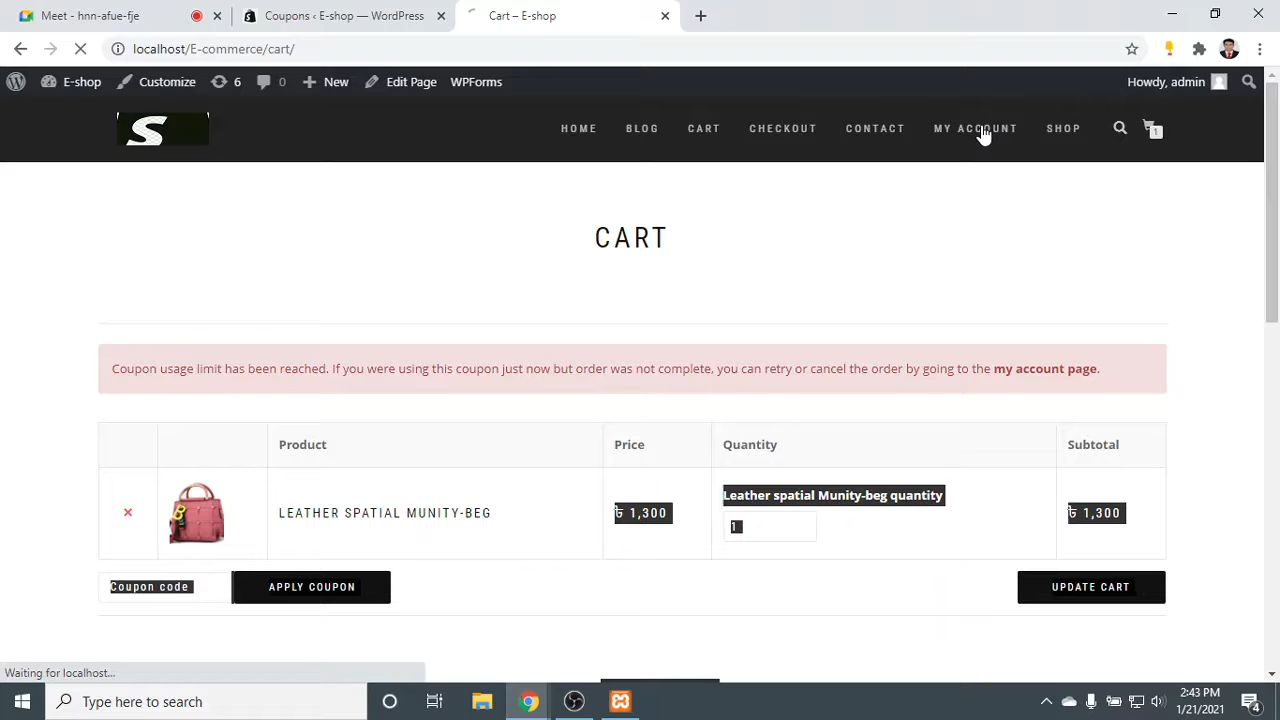 Meet - hnn-afue-fje
Coupons ‹ E-shop — WordPress
Cart – E-shop
localhost/E-commerce/cart/
E-shop
Customize
6
0
New
Edit Page
WPForms
Howdy, admin
S
HOME
BLOG
CART
CHECKOUT
CONTACT
MY ACCOUNT
SHOP
1
CART
Coupon usage limit has been reached. If you were using this coupon just now but order was not complete, you can retry or cancel the order by going to the my account page.
Product
Price
Quantity
Subtotal
LEATHER SPATIAL MUNITY-BEG
৳ 1,300
Leather spatial Munity-beg quantity
1
৳ 1,300
Coupon code
APPLY COUPON
UPDATE CART
Waiting for localhost...
Type here to search
2:43 PM
1/21/2021
4